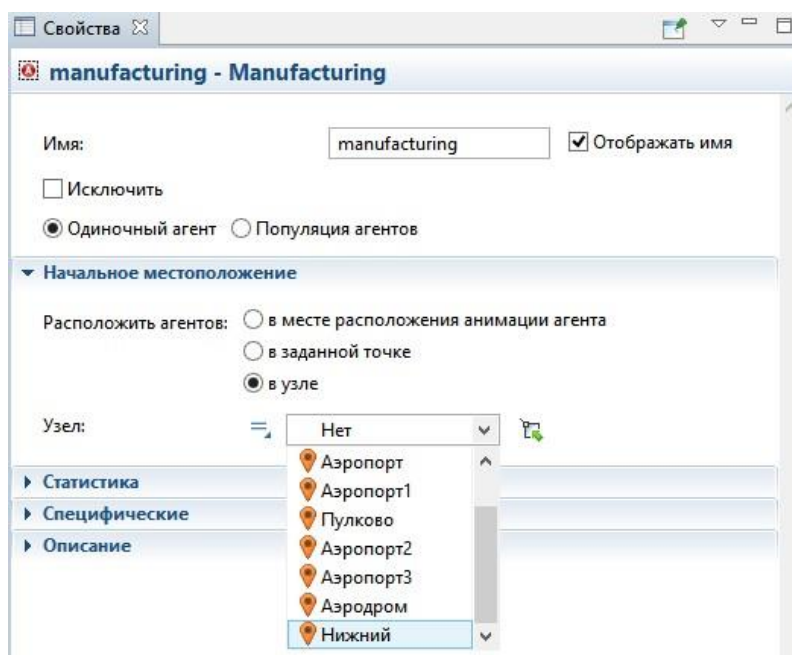 Свойства
manufacturing - Manufacturing
Имя: manufacturing Отображать имя
Исключить
Одиночный агент Популяция агентов
Начальное местоположение
Расположить агентов: в месте расположения анимации агента
в заданной точке
в узле
Узел: Нет
Аэропорт
Аэропорт1
Пулково
Аэропорт2
Аэропорт3
Аэродром
Нижний
Статистика
Специфические
Описание